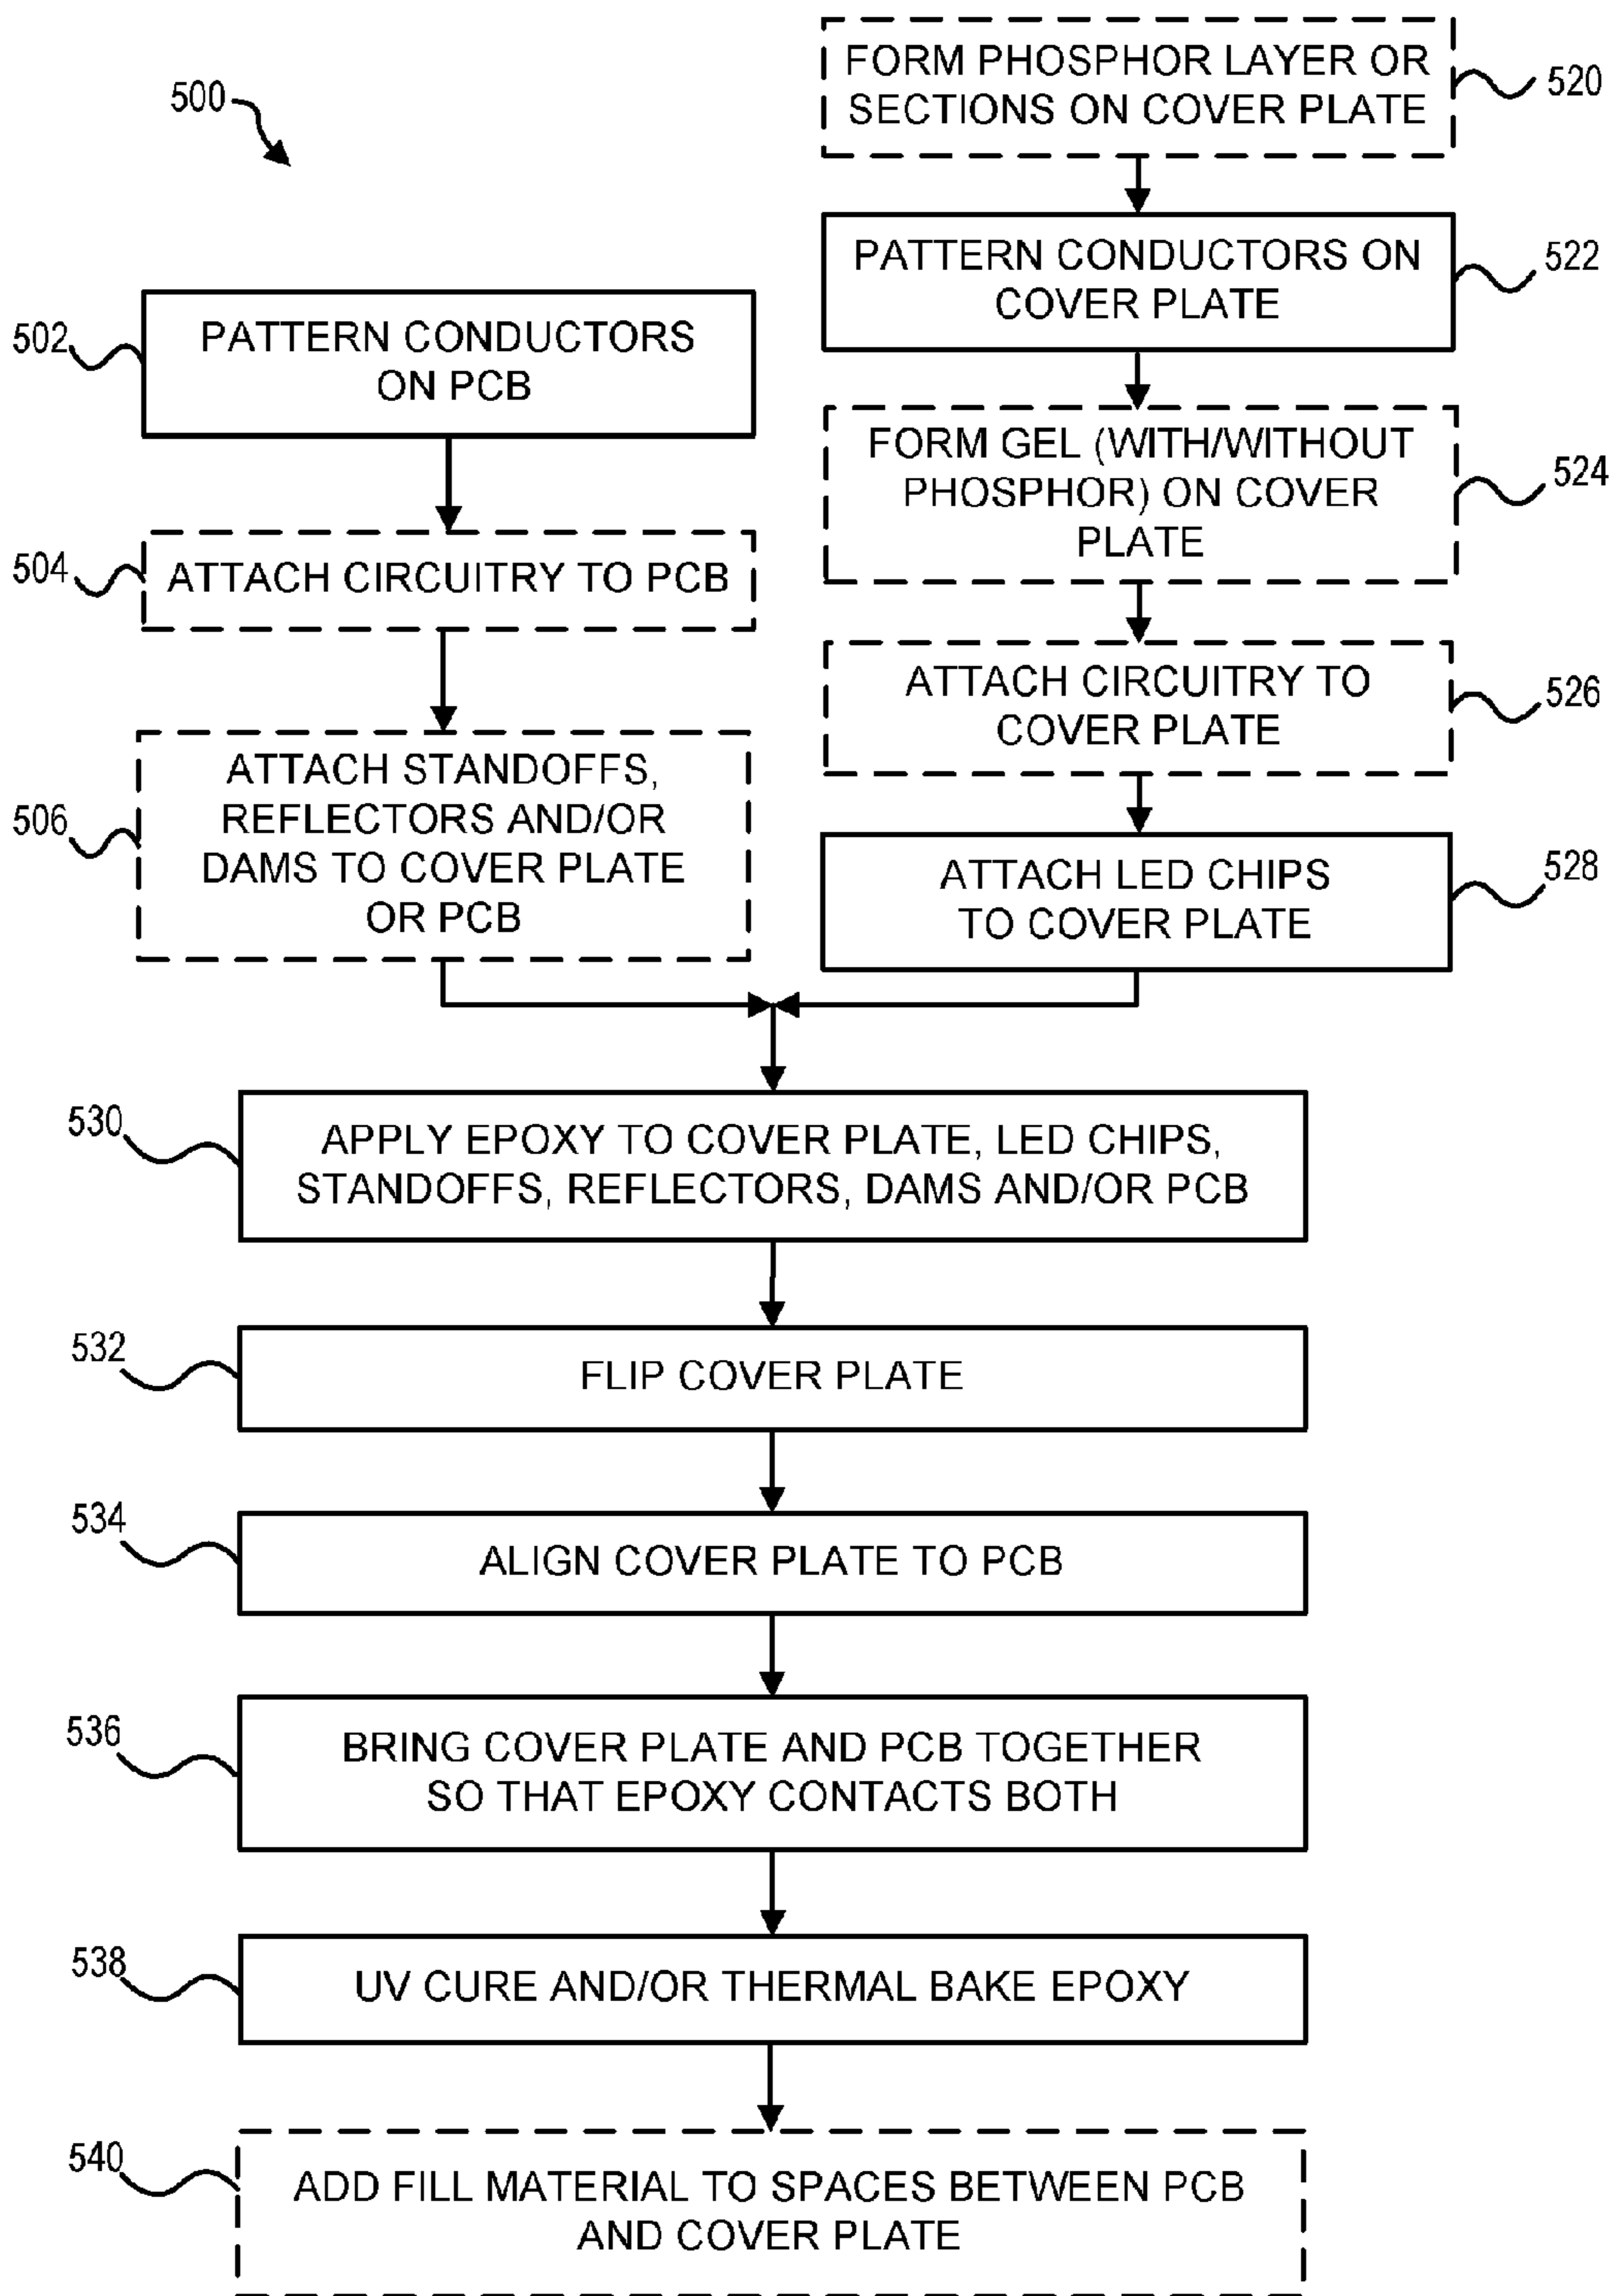 500
502
PATTERN CONDUCTORS
ON PCB
504
ATTACH CIRCUITRY TO PCB
506
ATTACH STANDOFFS,
REFLECTORS AND/OR
DAMS TO COVER PLATE
OR PCB
FORM PHOSPHOR LAYER OR
SECTIONS ON COVER PLATE
520
PATTERN CONDUCTORS ON
COVER PLATE
522
FORM GEL (WITH/WITHOUT
PHOSPHOR) ON COVER
PLATE
524
ATTACH CIRCUITRY TO
COVER PLATE
526
ATTACH LED CHIPS
TO COVER PLATE
528
530
APPLY EPOXY TO COVER PLATE, LED CHIPS,
STANDOFFS, REFLECTORS, DAMS AND/OR PCB
532
FLIP COVER PLATE
534
ALIGN COVER PLATE TO PCB
536
BRING COVER PLATE AND PCB TOGETHER
SO THAT EPOXY CONTACTS BOTH
538
UV CURE AND/OR THERMAL BAKE EPOXY
540
ADD FILL MATERIAL TO SPACES BETWEEN PCB
AND COVER PLATE